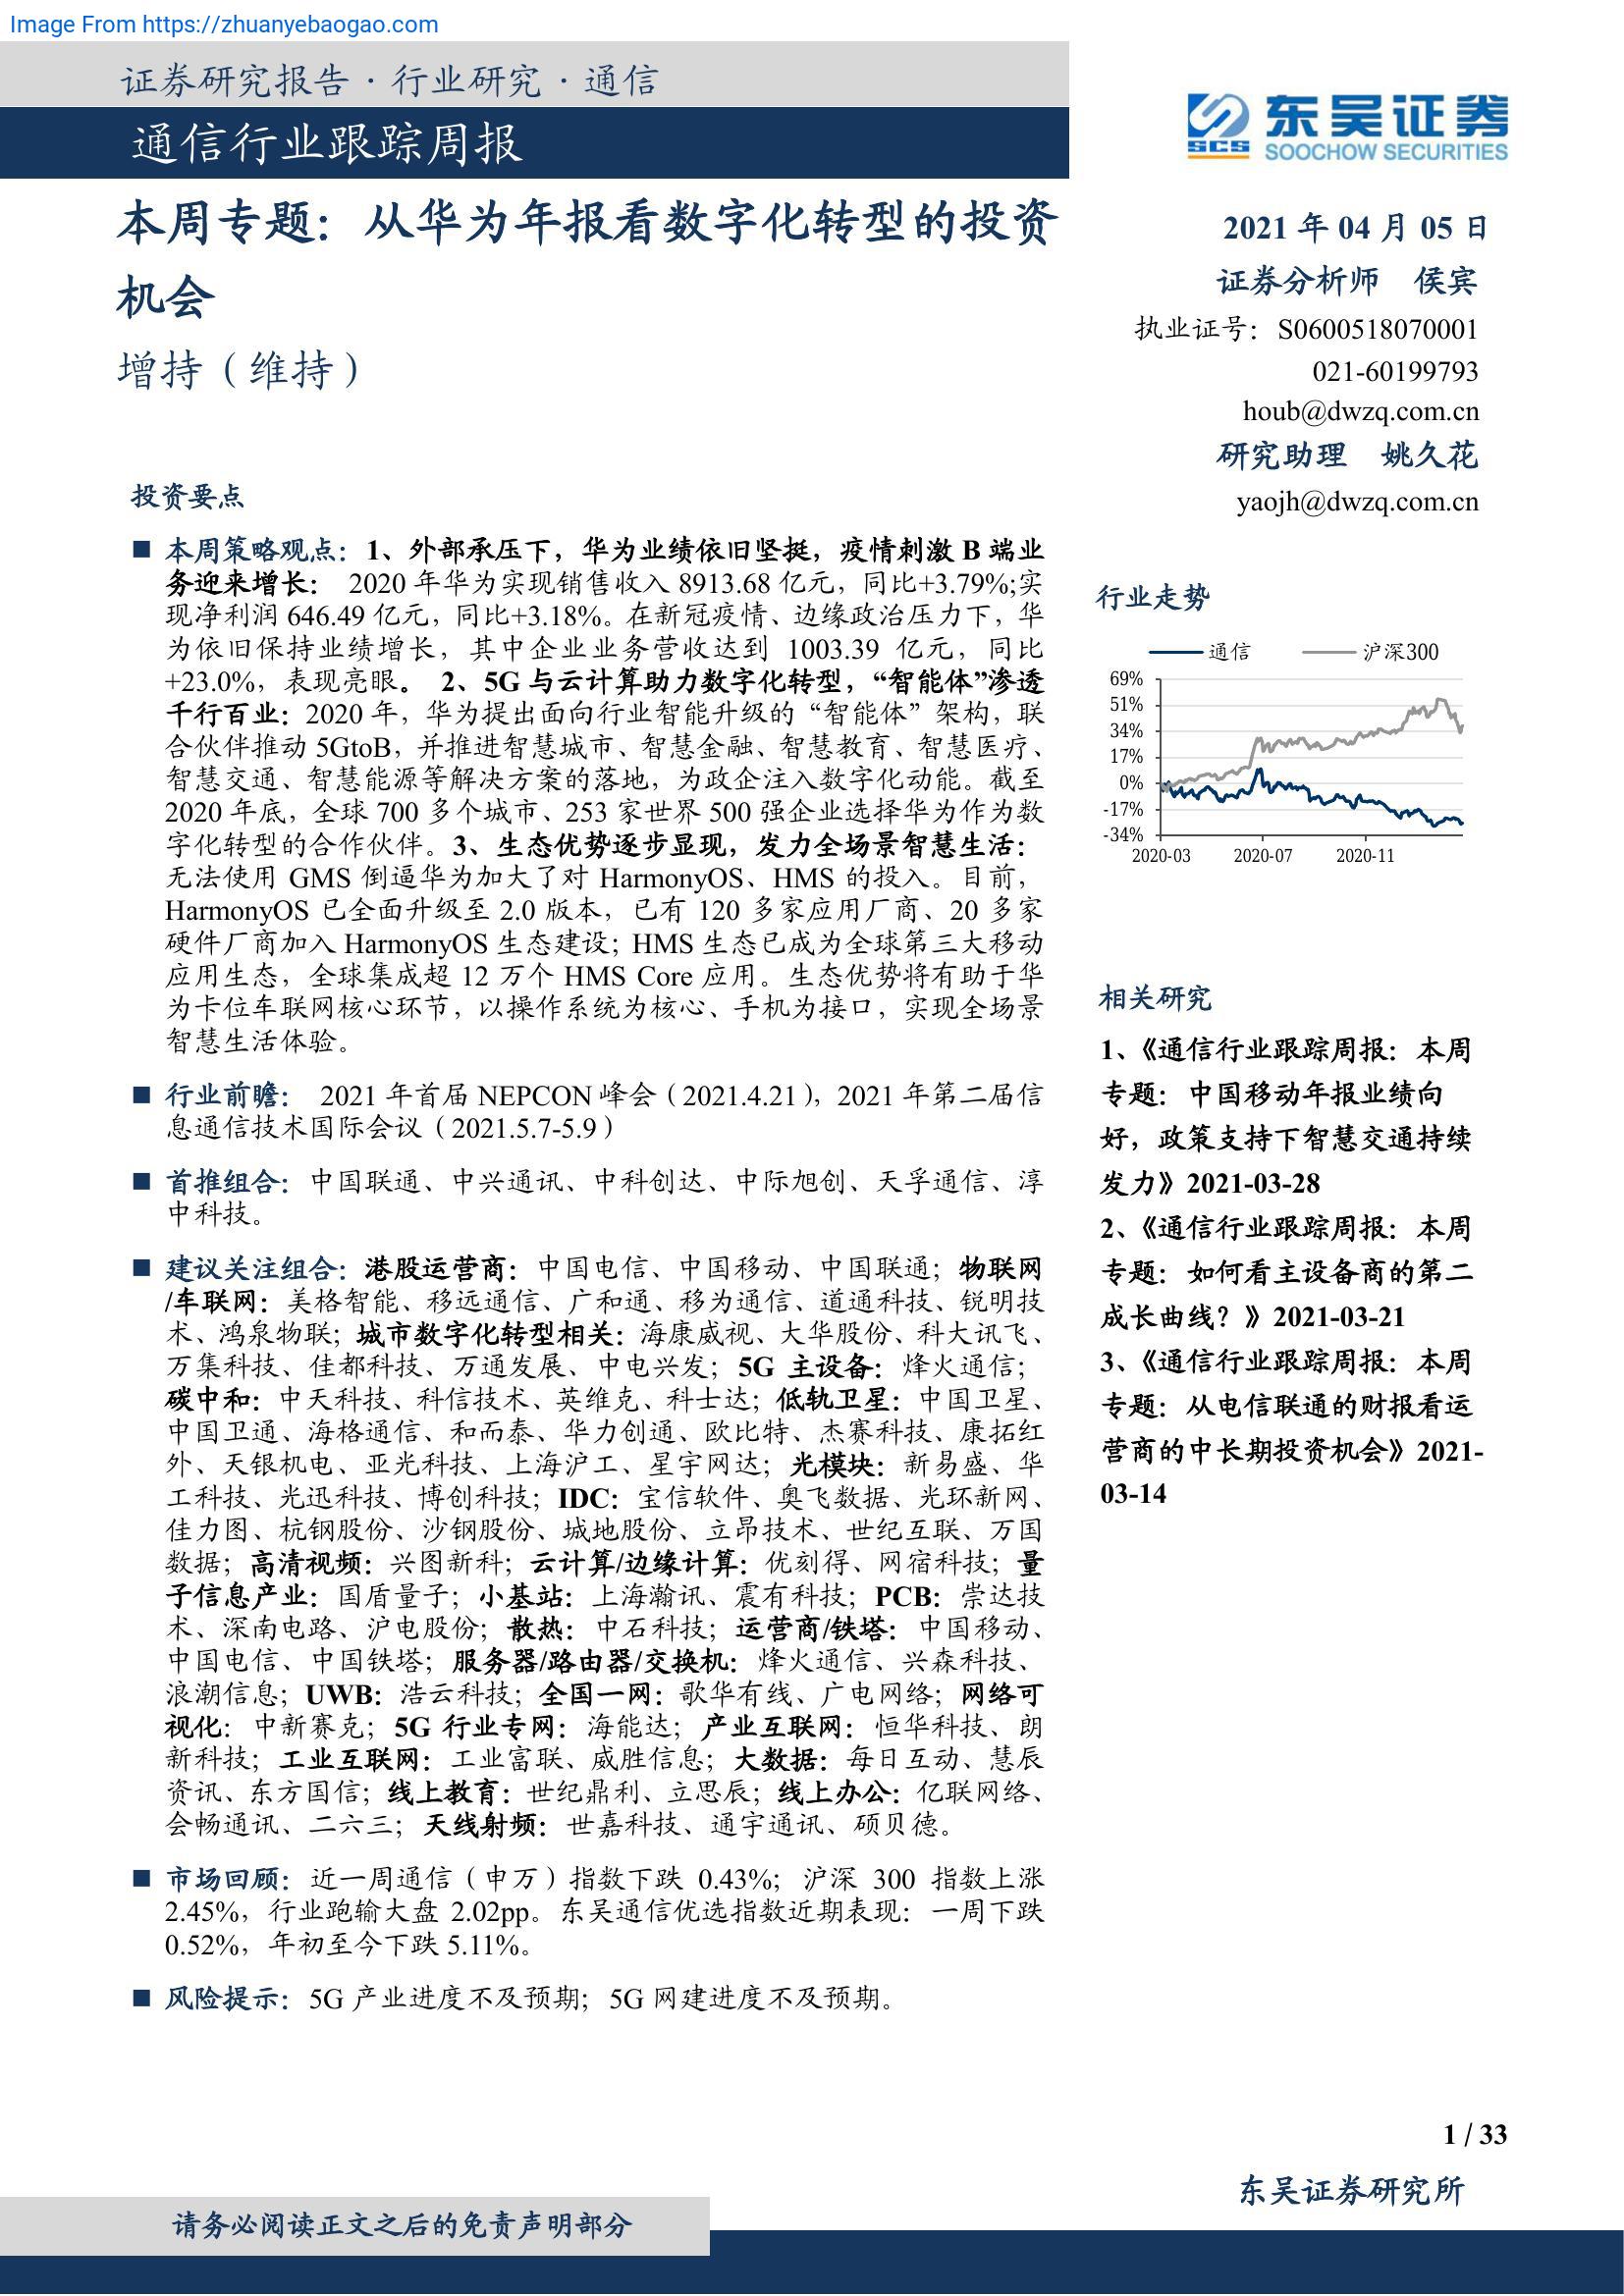 Image From https://zhuanyebaogao.com
证券研究报告·行业研究·通信
通信行业跟踪周报
东吴证券
SCS
SOOCHOW SECURITIES
本周专题：从华为年报看数字化转型的投资
机会
增持（维持）
2021 年 04 月 05 日
证券分析师 侯宾
执业证号：S0600518070001
021-60199793
houb@dwzq.com.cn
研究助理 姚久花
yaojh@dwzq.com.cn
投资要点
■ 本周策略观点：1、外部承压下，华为业绩依旧坚挺，疫情刺激 B 端业
务迎来增长： 2020 年华为实现销售收入 8913.68 亿元，同比+3.79%;实
现净利润 646.49 亿元，同比+3.18%。在新冠疫情、边缘政治压力下，华
为依旧保持业绩增长，其中企业业务营收达到 1003.39 亿元，同比
+23.0%，表现亮眼。 2、5G 与云计算助力数字化转型，“智能体”渗透
千行百业：2020 年，华为提出面向行业智能升级的“智能体”架构，联
合伙伴推动 5GtoB，并推进智慧城市、智慧金融、智慧教育、智慧医疗、
智慧交通、智慧能源等解决方案的落地，为政企注入数字化动能。截至
2020 年底，全球 700 多个城市、253 家世界 500 强企业选择华为作为数
字化转型的合作伙伴。3、生态优势逐步显现，发力全场景智慧生活：
无法使用 GMS 倒逼华为加大了对 HarmonyOS、HMS 的投入。目前，
HarmonyOS 已全面升级至 2.0 版本，已有 120 多家应用厂商、20 多家
硬件厂商加入 HarmonyOS 生态建设；HMS 生态已成为全球第三大移动
应用生态，全球集成超 12 万个 HMS Core 应用。生态优势将有助于华
为卡位车联网核心环节，以操作系统为核心、手机为接口，实现全场景
智慧生活体验。
■ 行业前瞻： 2021 年首届 NEPCON 峰会（2021.4.21），2021 年第二届信
息通信技术国际会议（2021.5.7-5.9）
■ 首推组合：中国联通、中兴通讯、中科创达、中际旭创、天孚通信、淳
中科技。
■ 建议关注组合：港股运营商：中国电信、中国移动、中国联通；物联网
/车联网：美格智能、移远通信、广和通、移为通信、道通科技、锐明技
术、鸿泉物联；城市数字化转型相关：海康威视、大华股份、科大讯飞、
万集科技、佳都科技、万通发展、中电兴发；5G 主设备：烽火通信；
碳中和：中天科技、科信技术、英维克、科士达；低轨卫星：中国卫星、
中国卫通、海格通信、和而泰、华力创通、欧比特、杰赛科技、康拓红
外、天银机电、亚光科技、上海沪工、星宇网达；光模块：新易盛、华
工科技、光迅科技、博创科技；IDC：宝信软件、奥飞数据、光环新网、
佳力图、杭钢股份、沙钢股份、城地股份、立昂技术、世纪互联、万国
数据；高清视频：兴图新科；云计算/边缘计算：优刻得、网宿科技；量
子信息产业：国盾量子；小基站：上海瀚讯、震有科技；PCB：崇达技
术、深南电路、沪电股份；散热：中石科技；运营商/铁塔：中国移动、
中国电信、中国铁塔；服务器/路由器/交换机：烽火通信、兴森科技、
浪潮信息；UWB：浩云科技；全国一网：歌华有线、广电网络；网络可
视化：中新赛克；5G 行业专网：海能达；产业互联网：恒华科技、朗
新科技；工业互联网：工业富联、威胜信息；大数据：每日互动、慧辰
资讯、东方国信；线上教育：世纪鼎利、立思辰；线上办公：亿联网络、
会畅通讯、二六三；天线射频：世嘉科技、通宇通讯、硕贝德。
■ 市场回顾：近一周通信（申万）指数下跌 0.43%；沪深 300 指数上涨
2.45%，行业跑输大盘 2.02pp。东吴通信优选指数近期表现：一周下跌
0.52%，年初至今下跌 5.11%。
■ 风险提示：5G 产业进度不及预期；5G 网建进度不及预期。
行业走势
通信 沪深300
69%
51%
34%
17%
0%
-17%
-34%
2020-03 2020-07 2020-11
相关研究
1、《通信行业跟踪周报：本周
专题：中国移动年报业绩向
好，政策支持下智慧交通持续
发力》2021-03-28
2、《通信行业跟踪周报：本周
专题：如何看主设备商的第二
成长曲线？》2021-03-21
3、《通信行业跟踪周报：本周
专题：从电信联通的财报看运
营商的中长期投资机会》2021-
03-14
1 / 33
东吴证券研究所
请务必阅读正文之后的免责声明部分